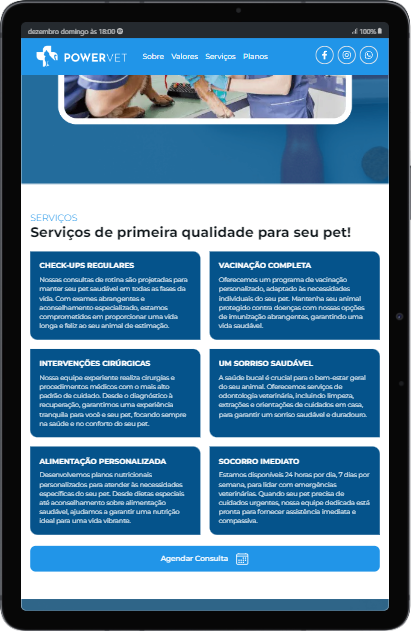 dezembro domingo às 18:00
100%
POWERVET Sobre Valores Serviços Planos
SERVIÇOS
Serviços de primeira qualidade para seu pet!
CHECK-UPS REGULARES
Nossas consultas de rotina são projetadas para
manter seu pet saudável em todas as fases da
vida. Com exames abrangentes e
aconselhamento especializado, estamos
comprometidos em proporcionar uma vida
longa e feliz ao seu animal de estimação.
VACINAÇÃO COMPLETA
Oferecemos um programa de vacinação
personalizado, adaptado às necessidades
individuais do seu pet. Mantenha seu animal
protegido contra doenças com nossas opções
de imunização abrangentes, garantindo uma
vida saudável.
INTERVENÇÕES CIRÚRGICAS
Nossa equipe experiente realiza cirurgias e
procedimentos médicos com o mais alto
padrão de cuidado. Desde o diagnóstico à
recuperação, garantimos uma experiência
tranquila para você e seu pet, focando sempre
na saúde e no conforto do seu pet.
UM SORRISO SAUDÁVEL
A saúde bucal é crucial para o bem-estar geral
do seu animal. Oferecemos serviços de
odontologia veterinária, incluindo limpeza,
extrações e orientações de cuidados em casa,
para garantir um sorriso saudável e duradouro.
ALIMENTAÇÃO PERSONALIZADA
Desenvolvemos planos nutricionais
personalizados para atender às necessidades
específicas do seu pet. Desde dietas especiais
até aconselhamento sobre alimentação
saudável, ajudamos a garantir uma nutrição
ideal para uma vida vibrante.
SOCORRO IMEDIATO
Estamos disponíveis 24 horas por dia, 7 dias por
semana, para lidar com emergências
veterinárias. Quando seu pet precisa de
cuidados urgentes, nossa equipe dedicada está
pronta para fornecer assistência imediata e
compassiva.
Agendar Consulta